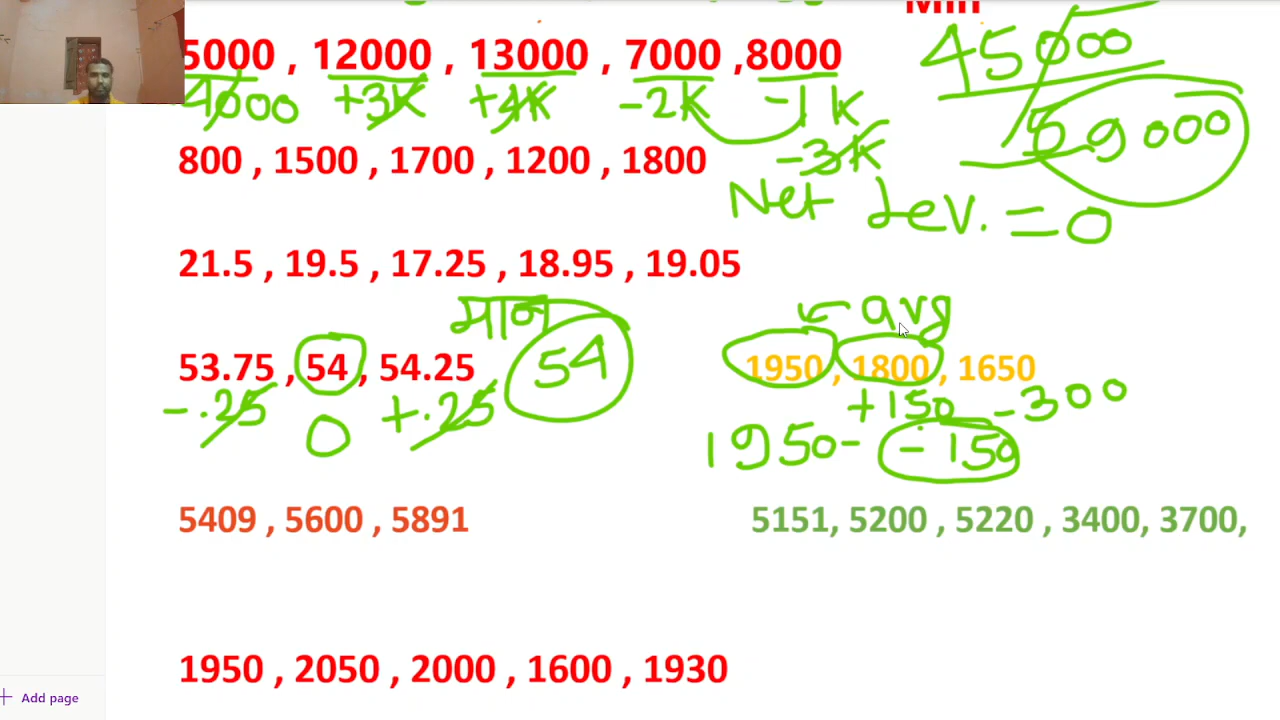 5000 , 12000 , 13000 , 7000 ,8000
45000
4000 +3K +4K -2K -1K
59000
800 , 1500 , 1700 , 1200 , 1800
-3K
Net dev. = 0
21.5 , 19.5 , 17.25 , 18.95 , 19.05
मान
avg
53.75 , 54 , 54.25
54
1950 , 1800 , 1650
-.25 0 +.25
+150 -300
1950- -150
5409 , 5600 , 5891
5151, 5200 , 5220 , 3400, 3700,
1950 , 2050 , 2000 , 1600 , 1930
+ Add page